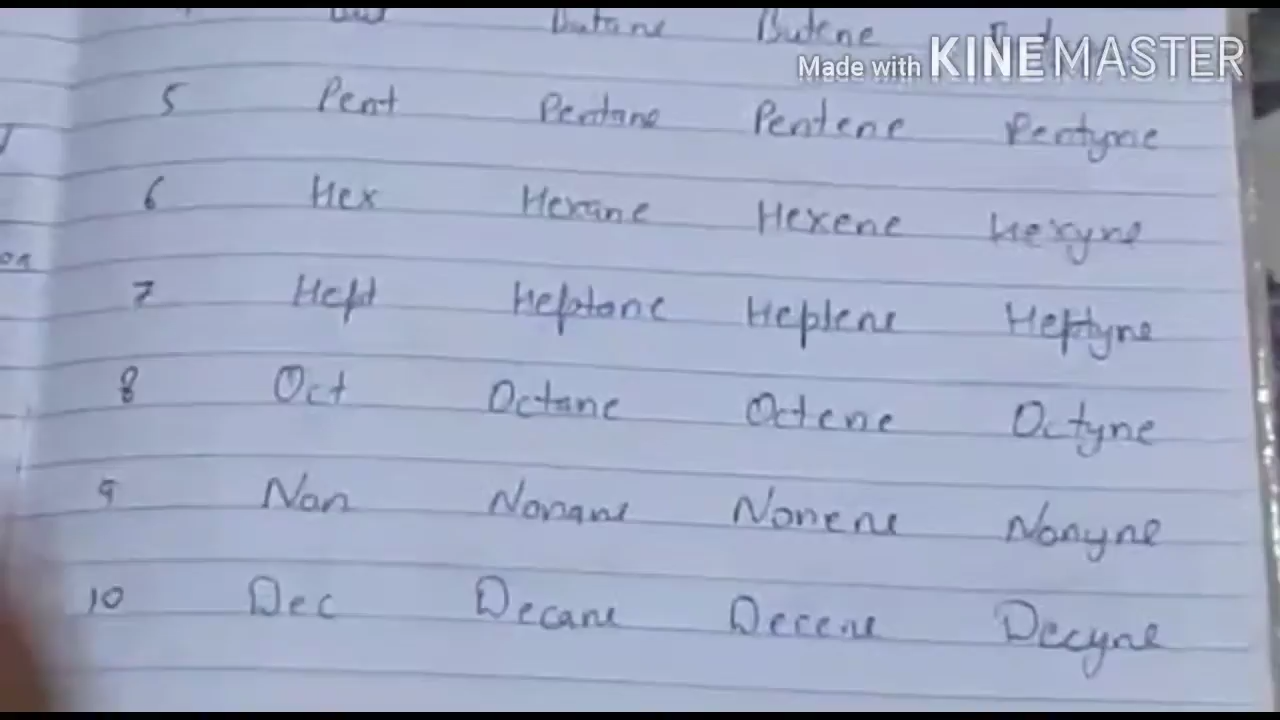 Butane Butene
Made with KINEMASTER
5 Pent Pentane Pentene Pentyne
6 Hex Hexane Hexene Hexyne
7 Hept Heptane Heptene Heptyne
8 Oct Octane Octene Octyne
9 Non Nonane Nonene Nonyne
10 Dec Decane Decene Decyne